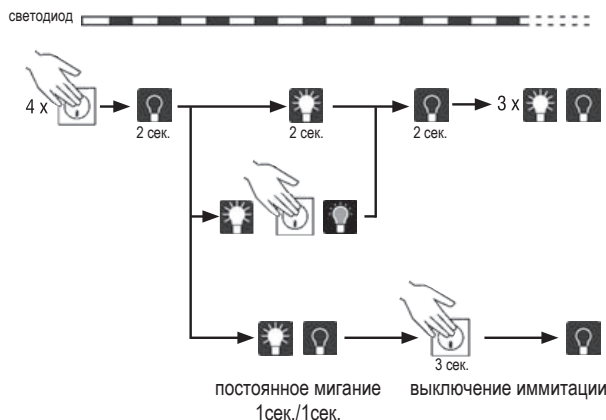 светодиод
4 x
2 сек.
2 сек.
2 сек.
3 x
3 сек.
постоянное мигание
1сек./1сек.
выключение иммитации